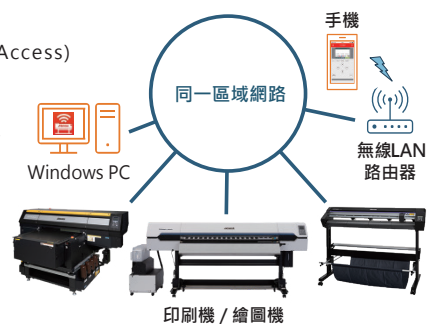 手機
Access)
同一區域網路
Windows PC
無線LAN
路由器
印刷機 / 繪圖機